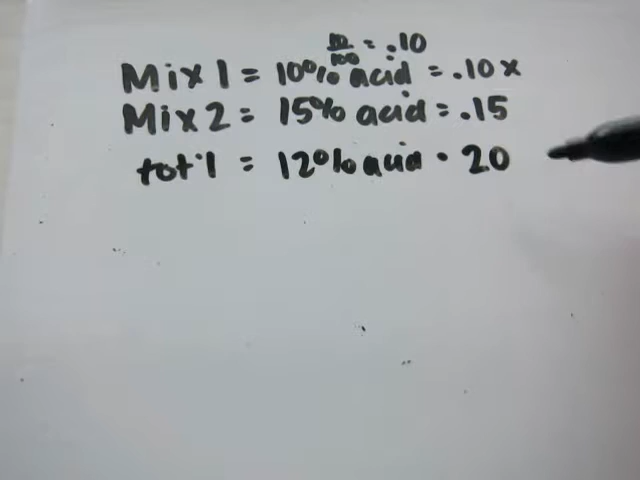 10/100 = .10
Mix 1 = 10% acid = .10x
Mix 2 = 15% acid = .15
tot'l = 12% acid · 20